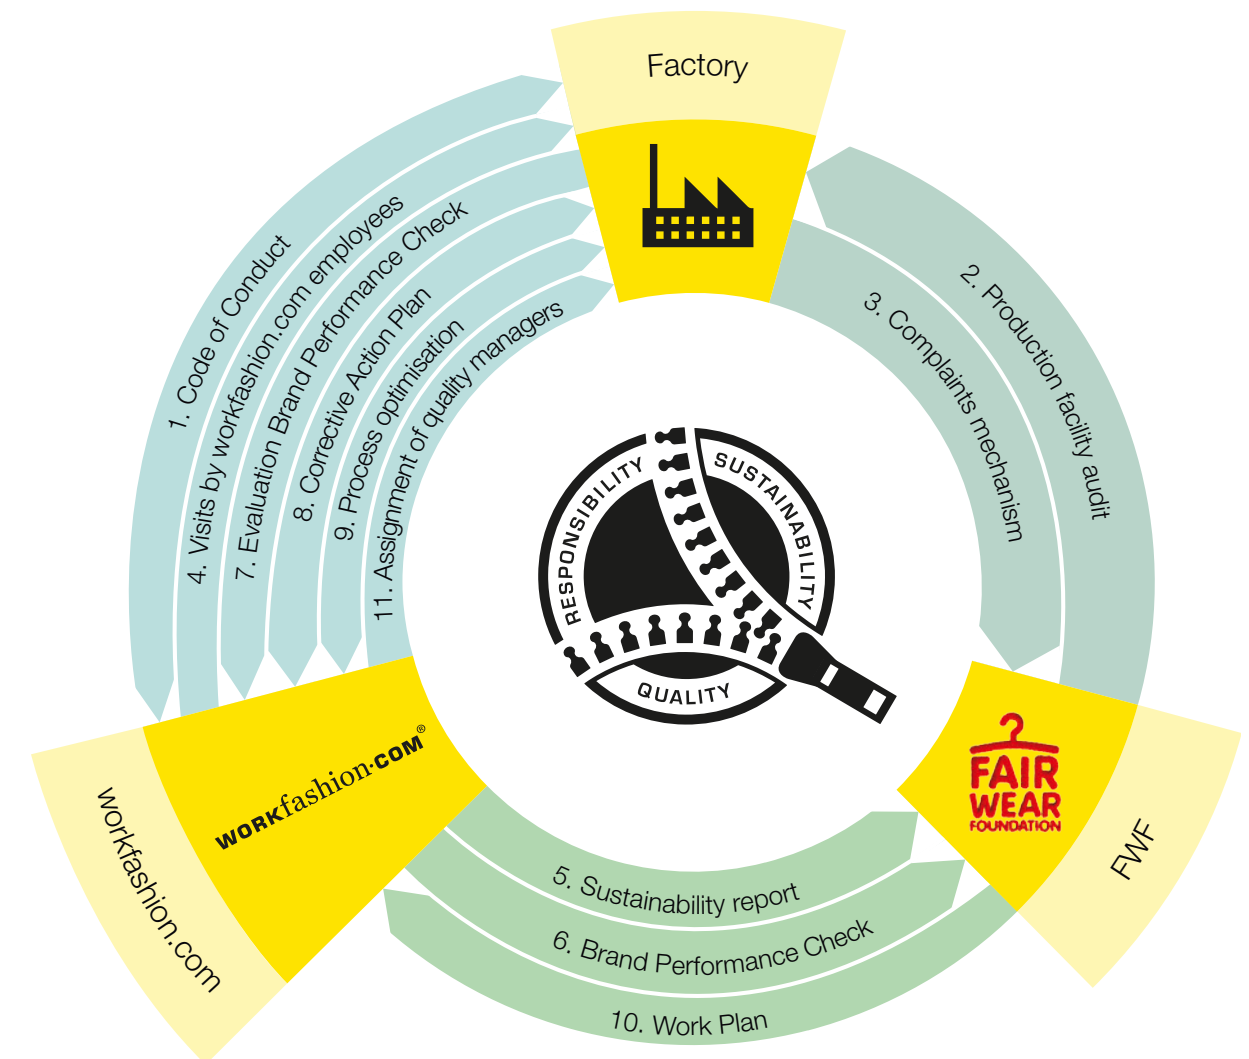 Factory
1. Code of Conduct
4. Visits by workfashion.com employees
7. Evaluation Brand Performance Check
8. Corrective Action Plan
9. Process optimisation
11. Assignment of quality managers
2. Production facility audit
3. Complaints mechanism
RESPONSIBILITY
SUSTAINABILITY
QUALITY
WORKfashion.COM®
workfashion.com
FAIR
WEAR
FOUNDATION
FWF
5. Sustainability report
6. Brand Performance Check
10. Work Plan